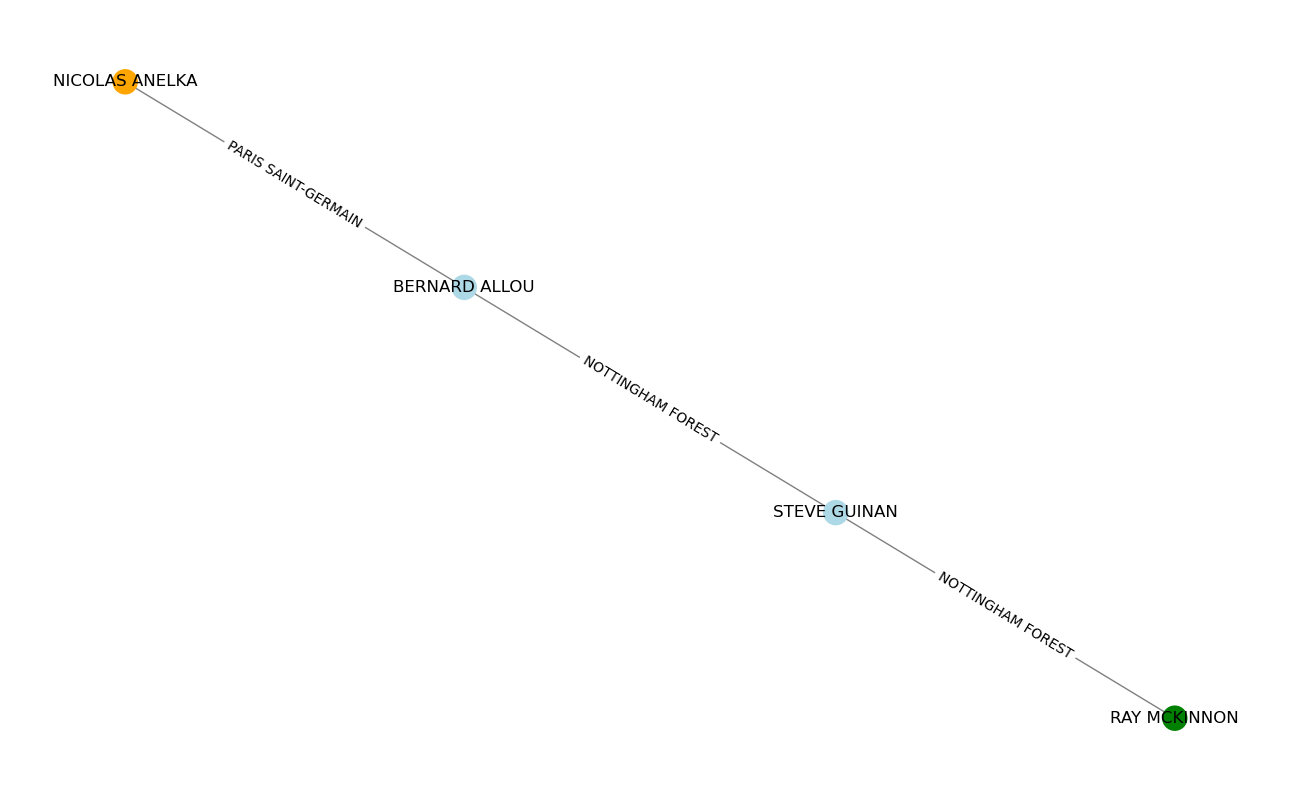 NICOLAS ANELKA
PARIS SAINT-GERMAIN
BERNARD ALLOU
NOTTINGHAM FOREST
STEVE GUINAN
NOTTINGHAM FOREST
RAY MCKINNON